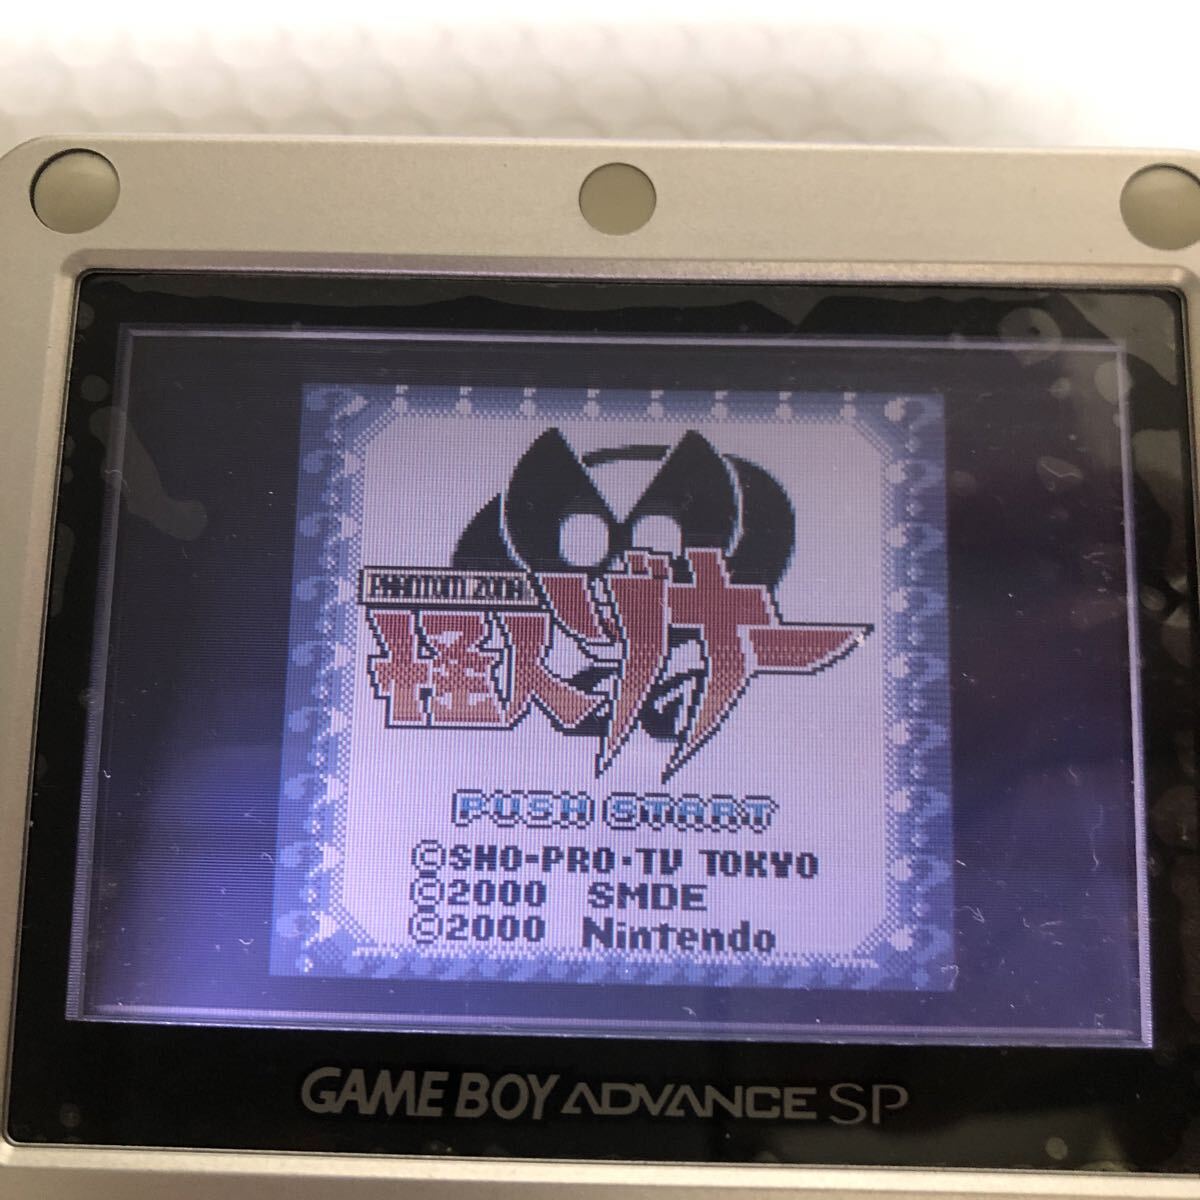 PHANTOM ZONA
怪人ゾナー
PUSH START
©SHO-PRO·TV TOKYO
©2000 SMDE
©2000 Nintendo
GAME BOY ADVANCE SP